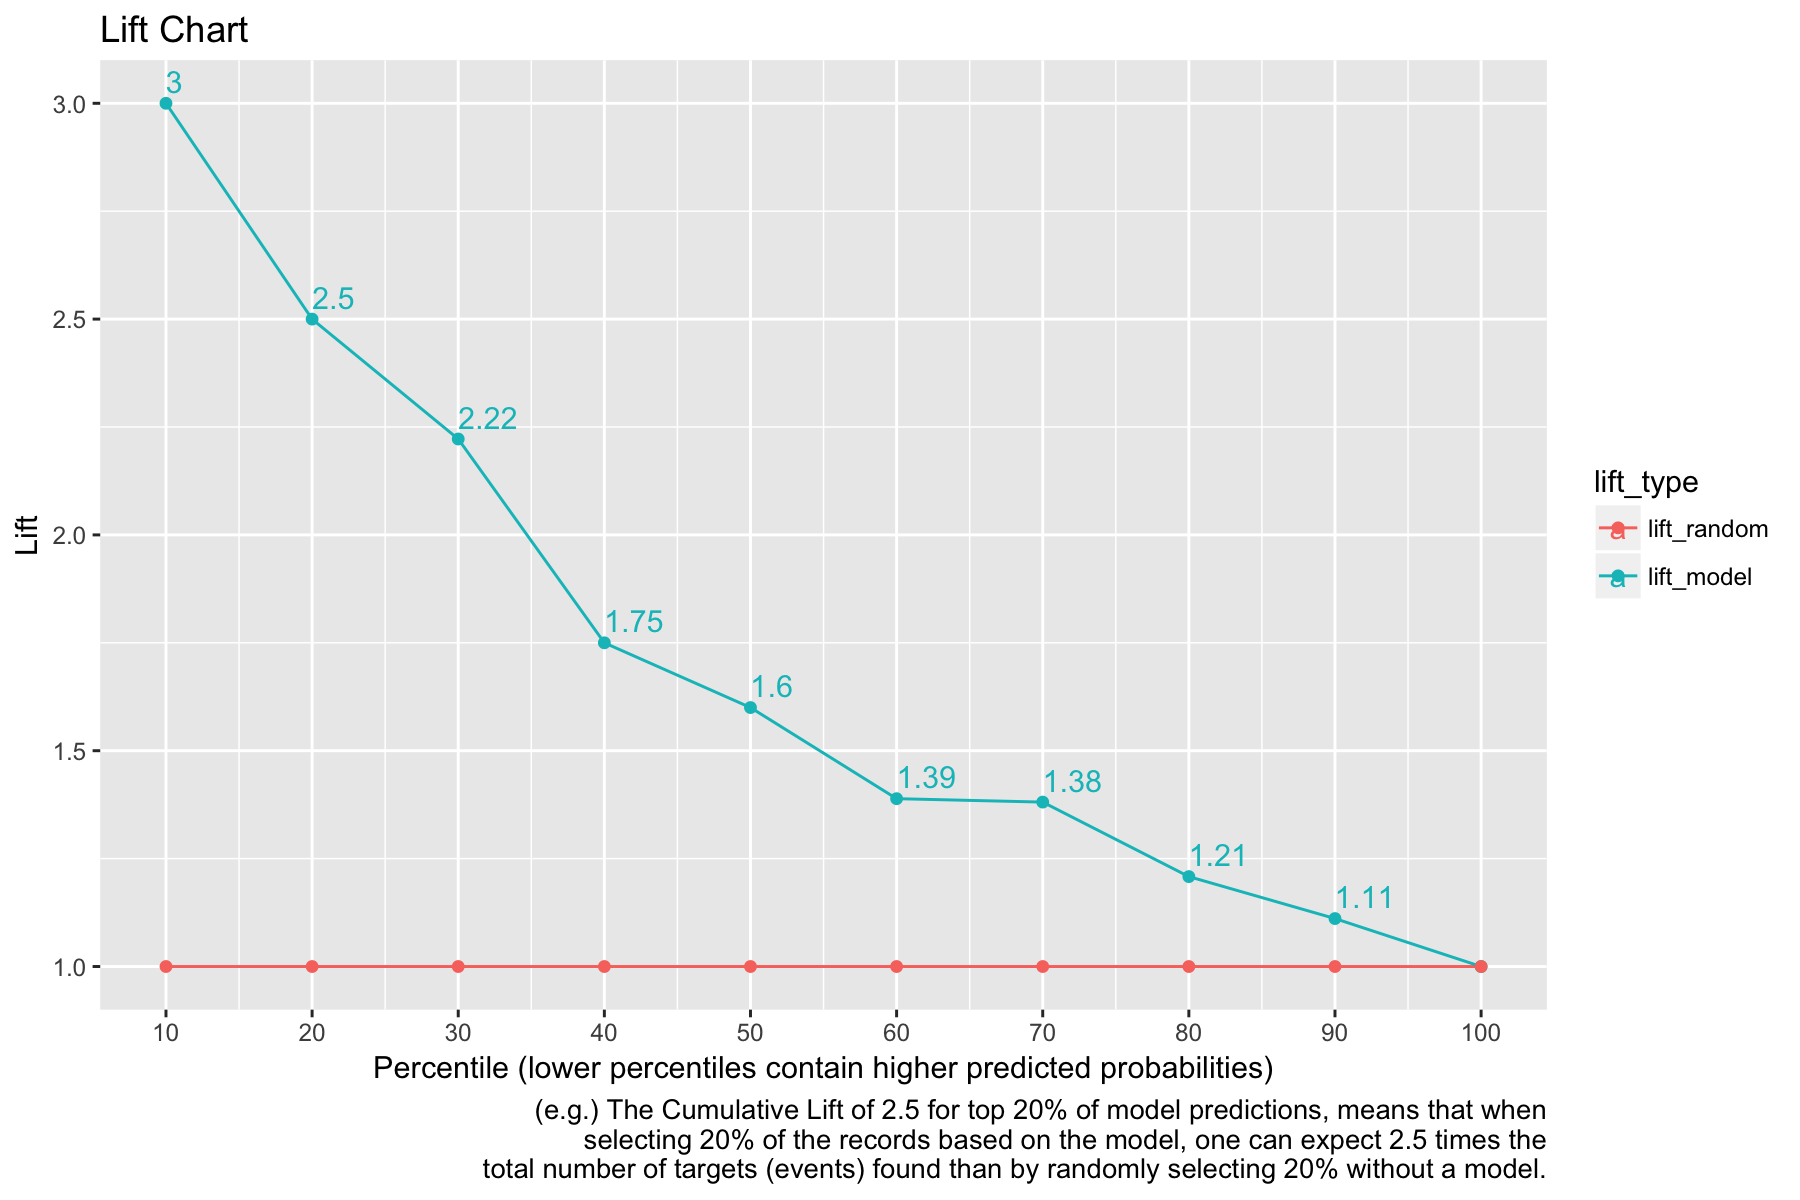 Lift Chart
3
3.0
2.5
2.5
2.22
2.0
1.75
1.6
1.5
1.39
1.38
1.21
1.11
1.0
Lift
10 20 30 40 50 60 70 80 90 100
Percentile (lower percentiles contain higher predicted probabilities)
(e.g.) The Cumulative Lift of 2.5 for top 20% of model predictions, means that when
selecting 20% of the records based on the model, one can expect 2.5 times the
total number of targets (events) found than by randomly selecting 20% without a model.
lift_type
a lift_random
a lift_model